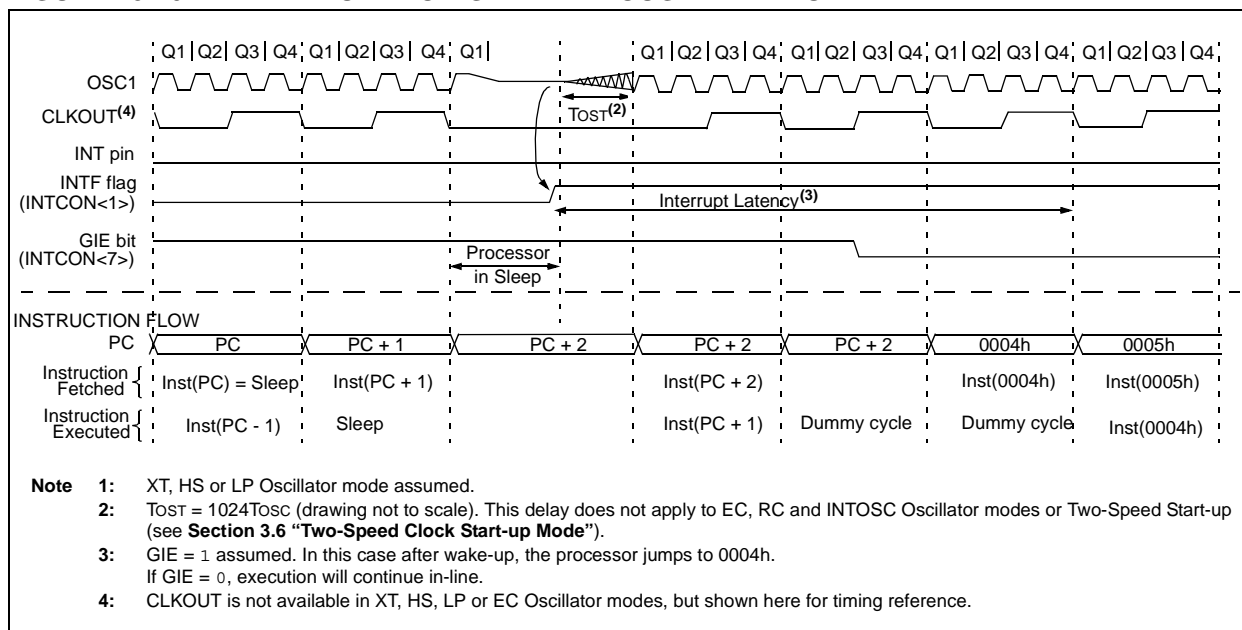 Q1 Q2 Q3 Q4 Q1 Q2 Q3 Q4 Q1 Q1 Q2 Q3 Q4 Q1 Q2 Q3 Q4 Q1 Q2 Q3 Q4 Q1 Q2 Q3 Q4
OSC1
TOST(2)
CLKOUT(4)
INT pin
INTF flag
(INTCON<1>)
Interrupt Latency(3)
GIE bit
(INTCON<7>)
Processor
in Sleep
INSTRUCTION FLOW
PC PC PC + 1 PC + 2 PC + 2 PC + 2 0004h 0005h
Instruction
Fetched
Inst(PC) = Sleep Inst(PC + 1) Inst(PC + 2) Inst(0004h) Inst(0005h)
Instruction
Executed
Inst(PC - 1) Sleep Inst(PC + 1) Dummy cycle Dummy cycle Inst(0004h)
Note 1: XT, HS or LP Oscillator mode assumed.
2: TOST = 1024TOSC (drawing not to scale). This delay does not apply to EC, RC and INTOSC Oscillator modes or Two-Speed Start-up
(see Section 3.6 “Two-Speed Clock Start-up Mode”).
3: GIE = 1 assumed. In this case after wake-up, the processor jumps to 0004h.
If GIE = 0, execution will continue in-line.
4: CLKOUT is not available in XT, HS, LP or EC Oscillator modes, but shown here for timing reference.